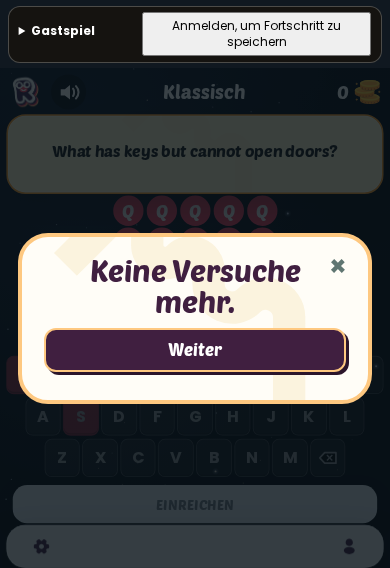 ▶ Gastspiel
Anmelden, um Fortschritt zu
speichern
Klassisch
0
What has keys but cannot open doors?
Q Q Q Q Q
Keine Versuche
mehr.
Weiter
A S D F G H J K L
Z X C V B N M
EINREICHEN